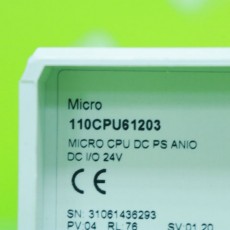 Micro
110CPU61203
MICRO CPU DC PS ANIO
DC I/O 24V
CE
SN: 31061436293
PV:04 RL:76 SV:01.20